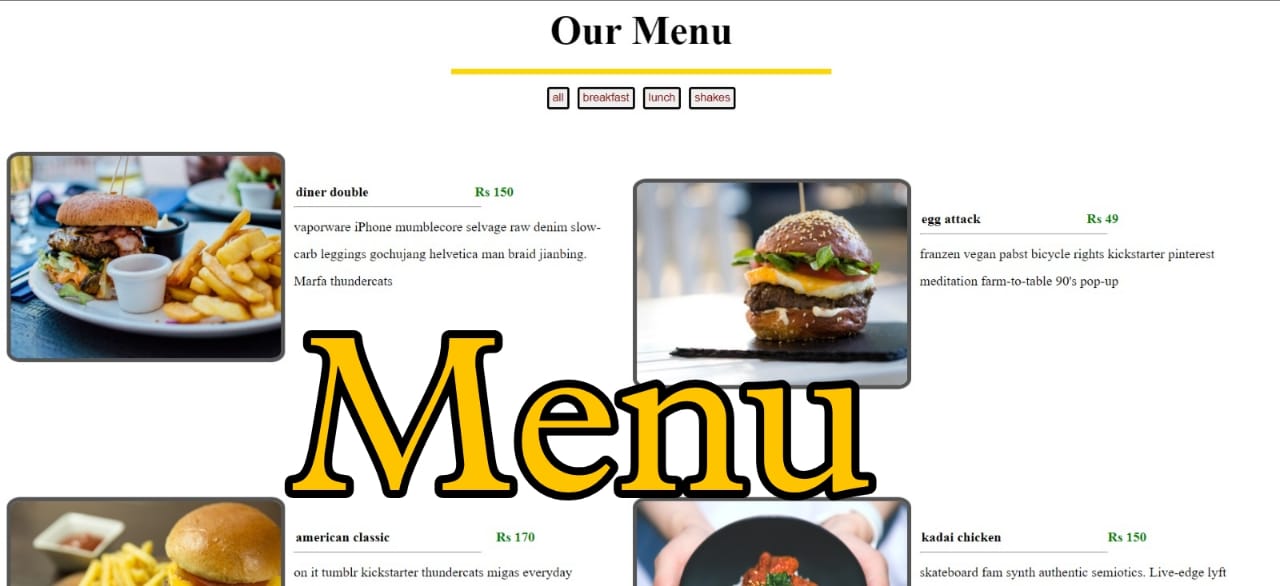 Our Menu
all breakfast lunch shakes
diner double Rs 150
vaporware iPhone mumblecore selvage raw denim slow-
carb leggings gochujang helvetica man braid jianbing.
Marfa thundercats
egg attack Rs 49
franzen vegan pabst bicycle rights kickstarter pinterest
meditation farm-to-table 90's pop-up
Menu
american classic Rs 170
on it tumblr kickstarter thundercats migas everyday
kadai chicken Rs 150
skateboard fam synth authentic semiotics. Live-edge lyft